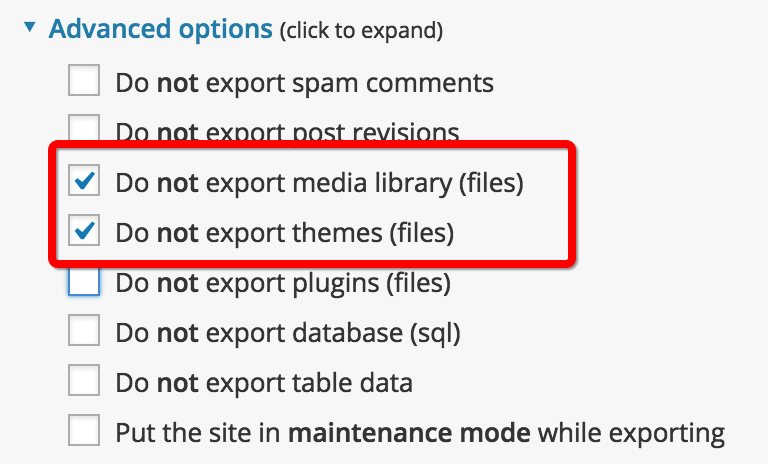 Advanced options (click to expand)
Do not export spam comments
Do not export post revisions
Do not export media library (files)
Do not export themes (files)
Do not export plugins (files)
Do not export database (sql)
Do not export table data
Put the site in maintenance mode while exporting